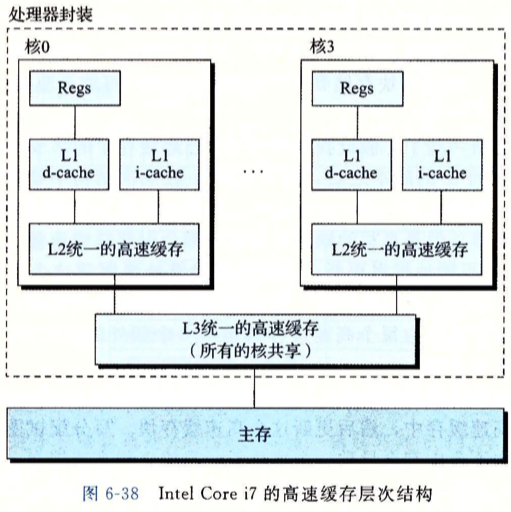 处理器封装
核0
核3
Regs
Regs
L1
d-cache
L1
i-cache
...
L1
d-cache
L1
i-cache
L2统一的高速缓存
L2统一的高速缓存
L3统一的高速缓存
（所有的核共享）
主存
图 6-38 Intel Core i7 的高速缓存层次结构